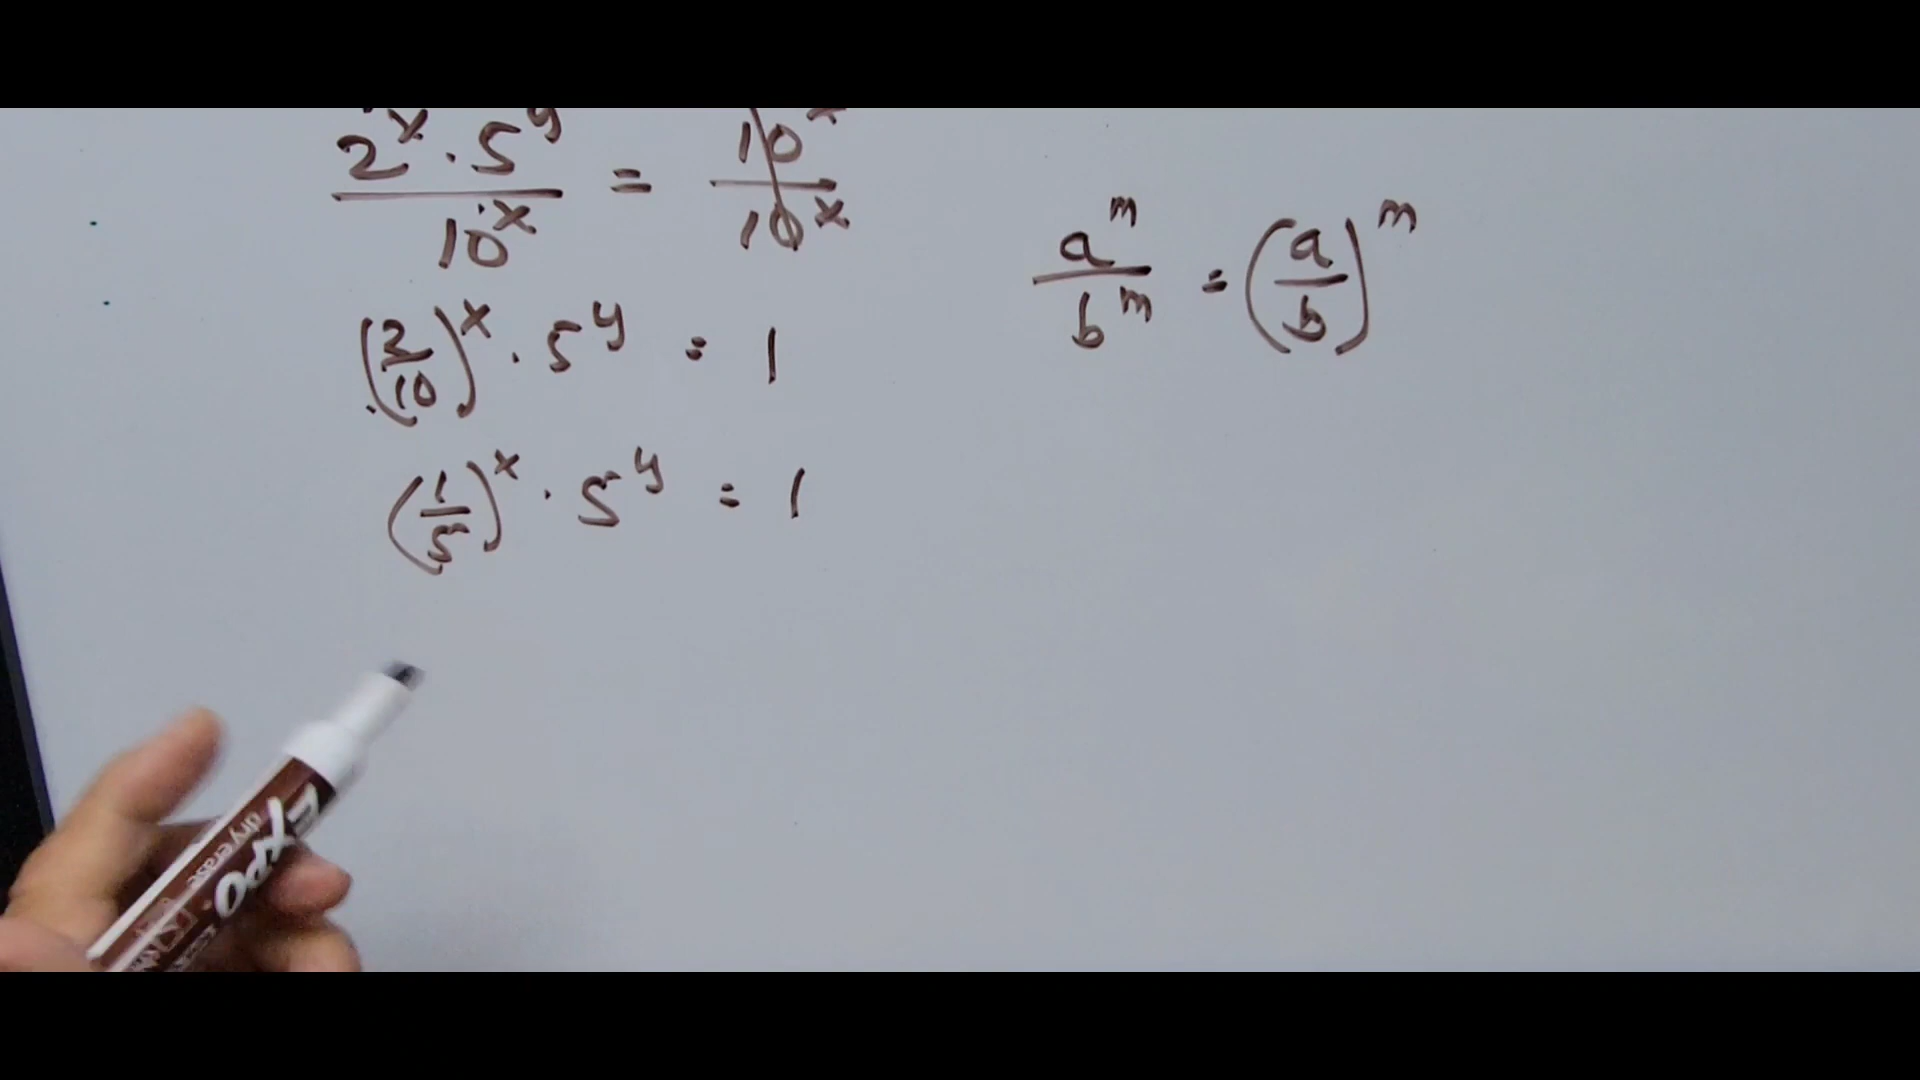 2^x · 5^y / 10^x = 10^x / 10^x
(2/10)^x · 5^y = 1
(1/5)^x · 5^y = 1
a^m / b^m = (a/b)^m
EXPO
dry erase